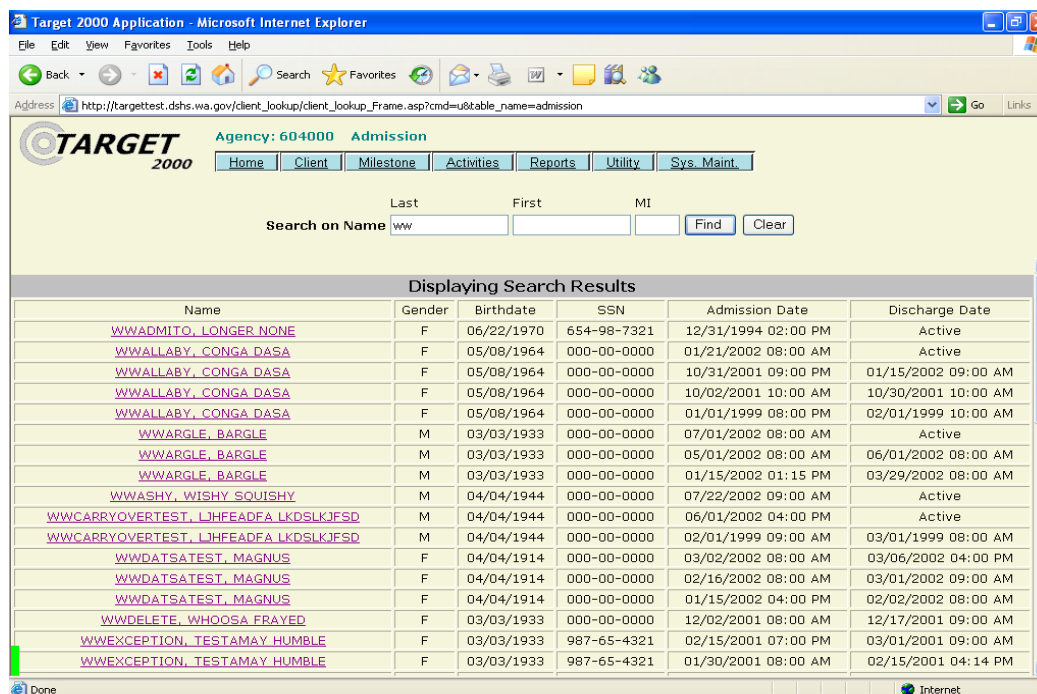 Target 2000 Application - Microsoft Internet Explorer
File Edit View Favorites Tools Help
Back Search Favorites
Address http://targettest.dshs.wa.gov/client_lookup/client_lookup_Frame.asp?cmd=u&table_name=admission Go Links
TARGET 2000
Agency: 604000 Admission
Home Client Milestone Activities Reports Utility Sys. Maint.
Last First MI
Search on Name ww Find Clear
Displaying Search Results
Name Gender Birthdate SSN Admission Date Discharge Date
WWADMITO, LONGER NONE F 06/22/1970 654-98-7321 12/31/1994 02:00 PM Active
WWALLABY, CONGA DASA F 05/08/1964 000-00-0000 01/21/2002 08:00 AM Active
WWALLABY, CONGA DASA F 05/08/1964 000-00-0000 10/31/2001 09:00 PM 01/15/2002 09:00 AM
WWALLABY, CONGA DASA F 05/08/1964 000-00-0000 10/02/2001 10:00 AM 10/30/2001 10:00 AM
WWALLABY, CONGA DASA F 05/08/1964 000-00-0000 01/01/1999 08:00 PM 02/01/1999 10:00 AM
WWARGLE, BARGLE M 03/03/1933 000-00-0000 07/01/2002 08:00 AM Active
WWARGLE, BARGLE M 03/03/1933 000-00-0000 05/01/2002 08:00 AM 06/01/2002 08:00 AM
WWARGLE, BARGLE M 03/03/1933 000-00-0000 01/15/2002 01:15 PM 03/29/2002 08:00 AM
WWASHY, WISHY SQUISHY M 04/04/1944 000-00-0000 07/22/2002 09:00 AM Active
WWCARRYOVERTEST, LJHFEADFA LKDSLKJFSD M 04/04/1944 000-00-0000 06/01/2002 04:00 PM Active
WWCARRYOVERTEST, LJHFEADFA LKDSLKJFSD M 04/04/1944 000-00-0000 02/01/1999 09:00 AM 03/01/1999 08:00 AM
WWDATSATEST, MAGNUS F 04/04/1914 000-00-0000 03/02/2002 08:00 AM 03/06/2002 04:00 PM
WWDATSATEST, MAGNUS F 04/04/1914 000-00-0000 02/16/2002 08:00 AM 03/01/2002 09:00 AM
WWDATSATEST, MAGNUS F 04/04/1914 000-00-0000 01/15/2002 04:00 PM 02/02/2002 08:00 AM
WWDELETE, WHOOSA FRAYED F 03/03/1933 000-00-0000 12/02/2001 08:00 AM 12/17/2001 09:00 AM
WWEXCEPTION, TESTAMAY HUMBLE F 03/03/1933 987-65-4321 02/15/2001 07:00 PM 03/01/2001 09:00 AM
WWEXCEPTION, TESTAMAY HUMBLE F 03/03/1933 987-65-4321 01/30/2001 08:00 AM 02/15/2001 04:14 PM
Done Internet